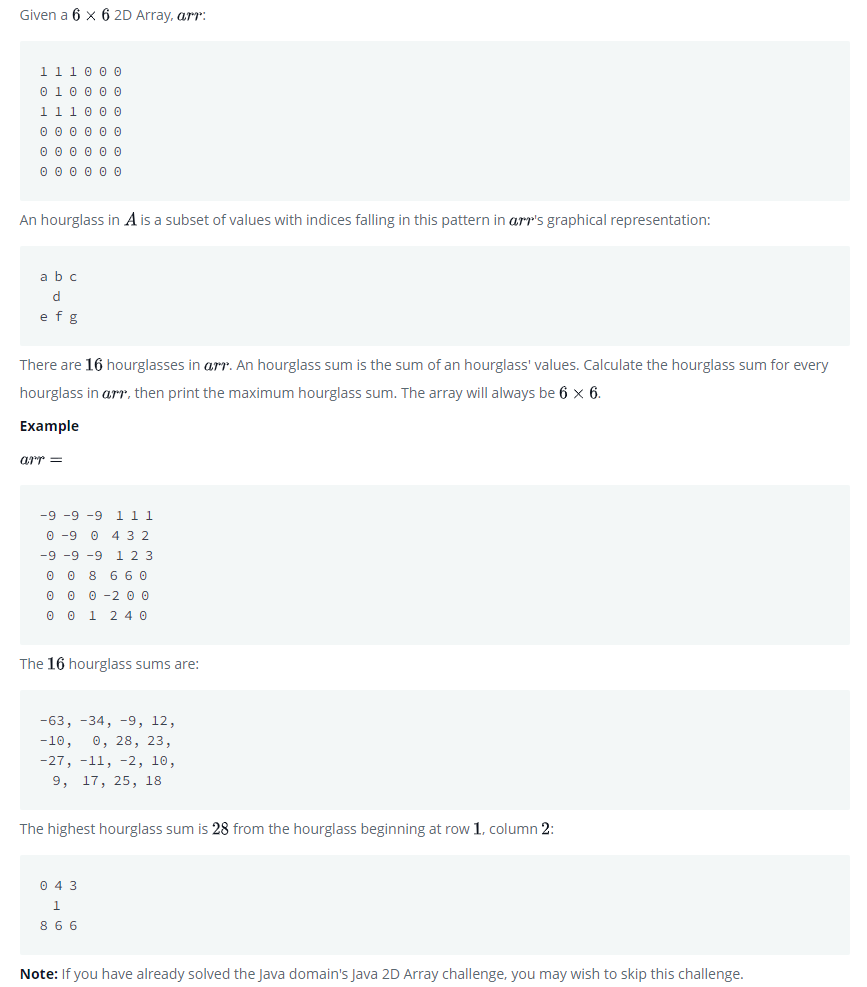 Given a 6 × 6 2D Array, arr:
1 1 1 0 0 0
0 1 0 0 0 0
1 1 1 0 0 0
0 0 0 0 0 0
0 0 0 0 0 0
0 0 0 0 0 0
An hourglass in A is a subset of values with indices falling in this pattern in arr's graphical representation:
a b c
  d
e f g
There are 16 hourglasses in arr. An hourglass sum is the sum of an hourglass' values. Calculate the hourglass sum for every
hourglass in arr, then print the maximum hourglass sum. The array will always be 6 × 6.
Example
arr =
-9 -9 -9  1 1 1
 0 -9  0  4 3 2
-9 -9 -9  1 2 3
 0  0  8  6 6 0
 0  0  0 -2 0 0
 0  0  1  2 4 0
The 16 hourglass sums are:
-63, -34, -9, 12,
-10,   0, 28, 23,
-27, -11, -2, 10,
  9,  17, 25, 18
The highest hourglass sum is 28 from the hourglass beginning at row 1, column 2:
0 4 3
  1
8 6 6
Note: If you have already solved the Java domain's Java 2D Array challenge, you may wish to skip this challenge.